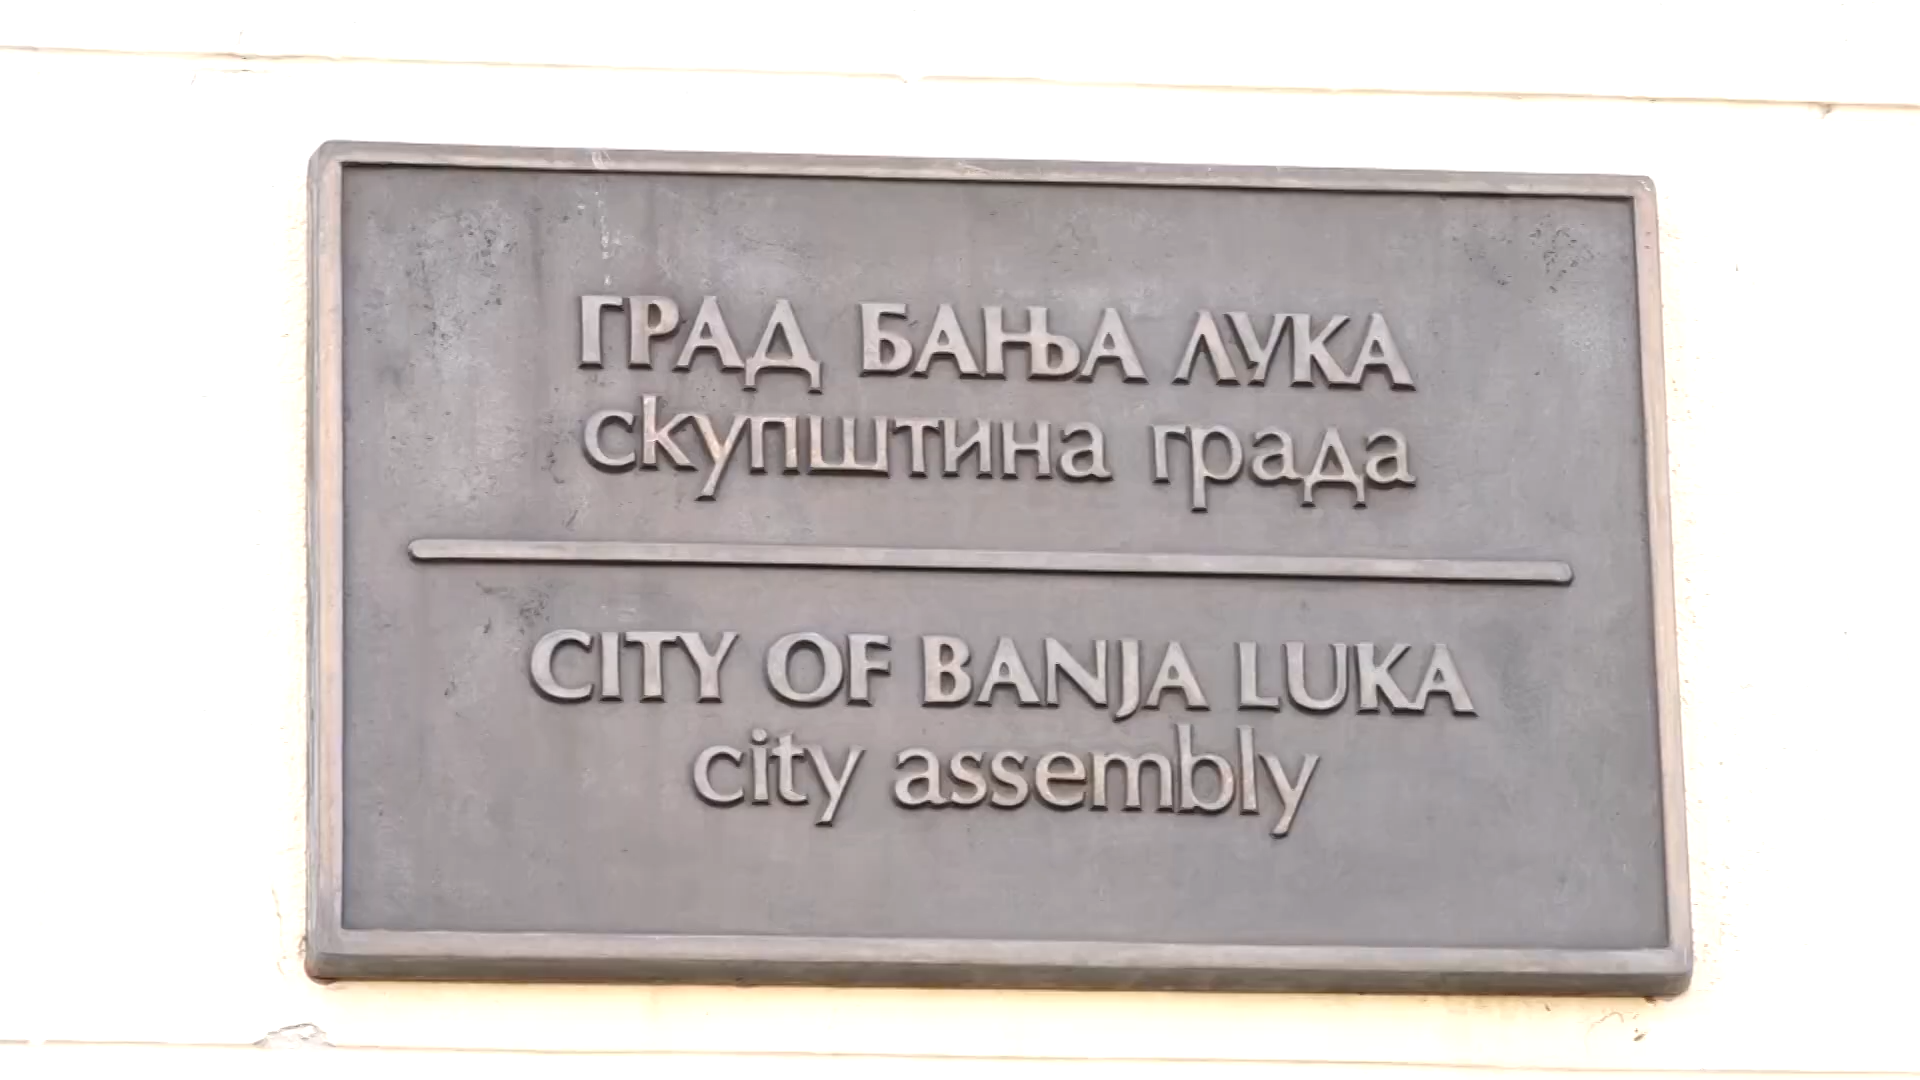 ГРАД БАЊА ЛУКА
скупштина града
CITY OF BANJA LUKA
city assembly